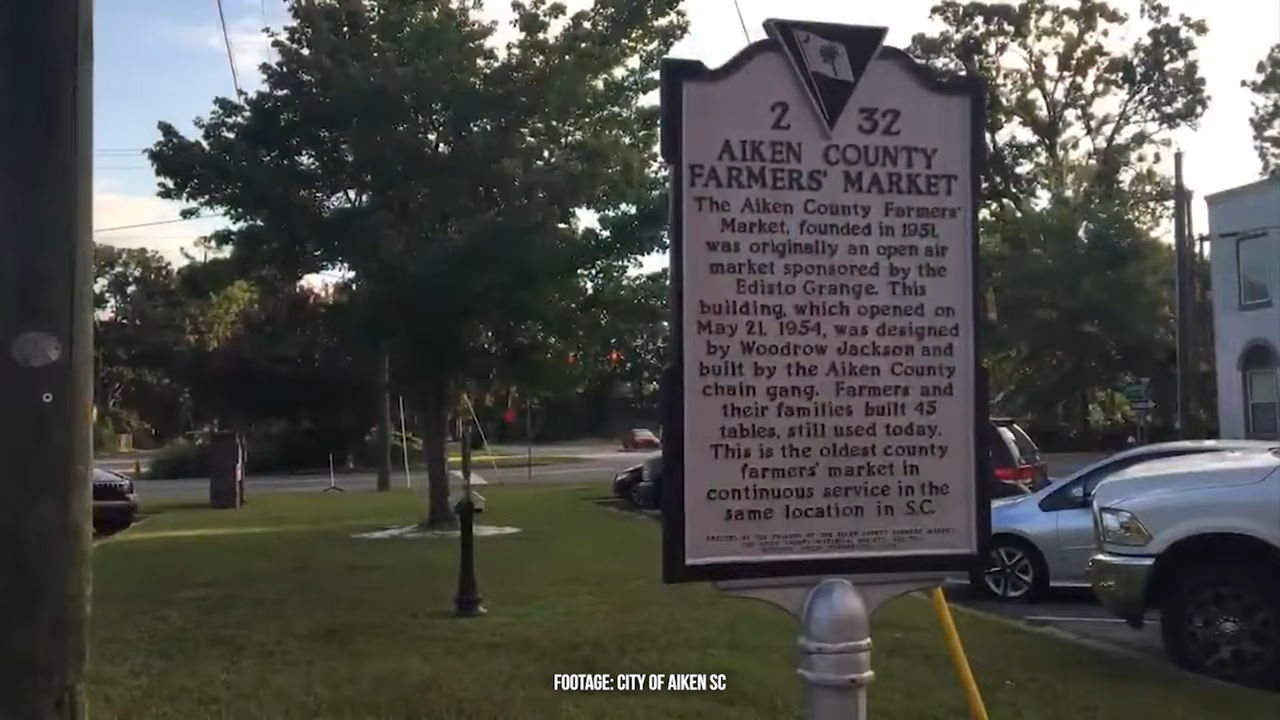 2 32
AIKEN COUNTY
FARMERS' MARKET
The Aiken County Farmers'
Market, founded in 1951,
was originally an open air
market sponsored by the
Edisto Grange. This
building, which opened on
May 21, 1954, was designed
by Woodrow Jackson and
built by the Aiken County
chain gang. Farmers and
their families built 45
tables, still used today.
This is the oldest county
farmers' market in
continuous service in the
same location in S.C.
FOOTAGE: CITY OF AIKEN SC